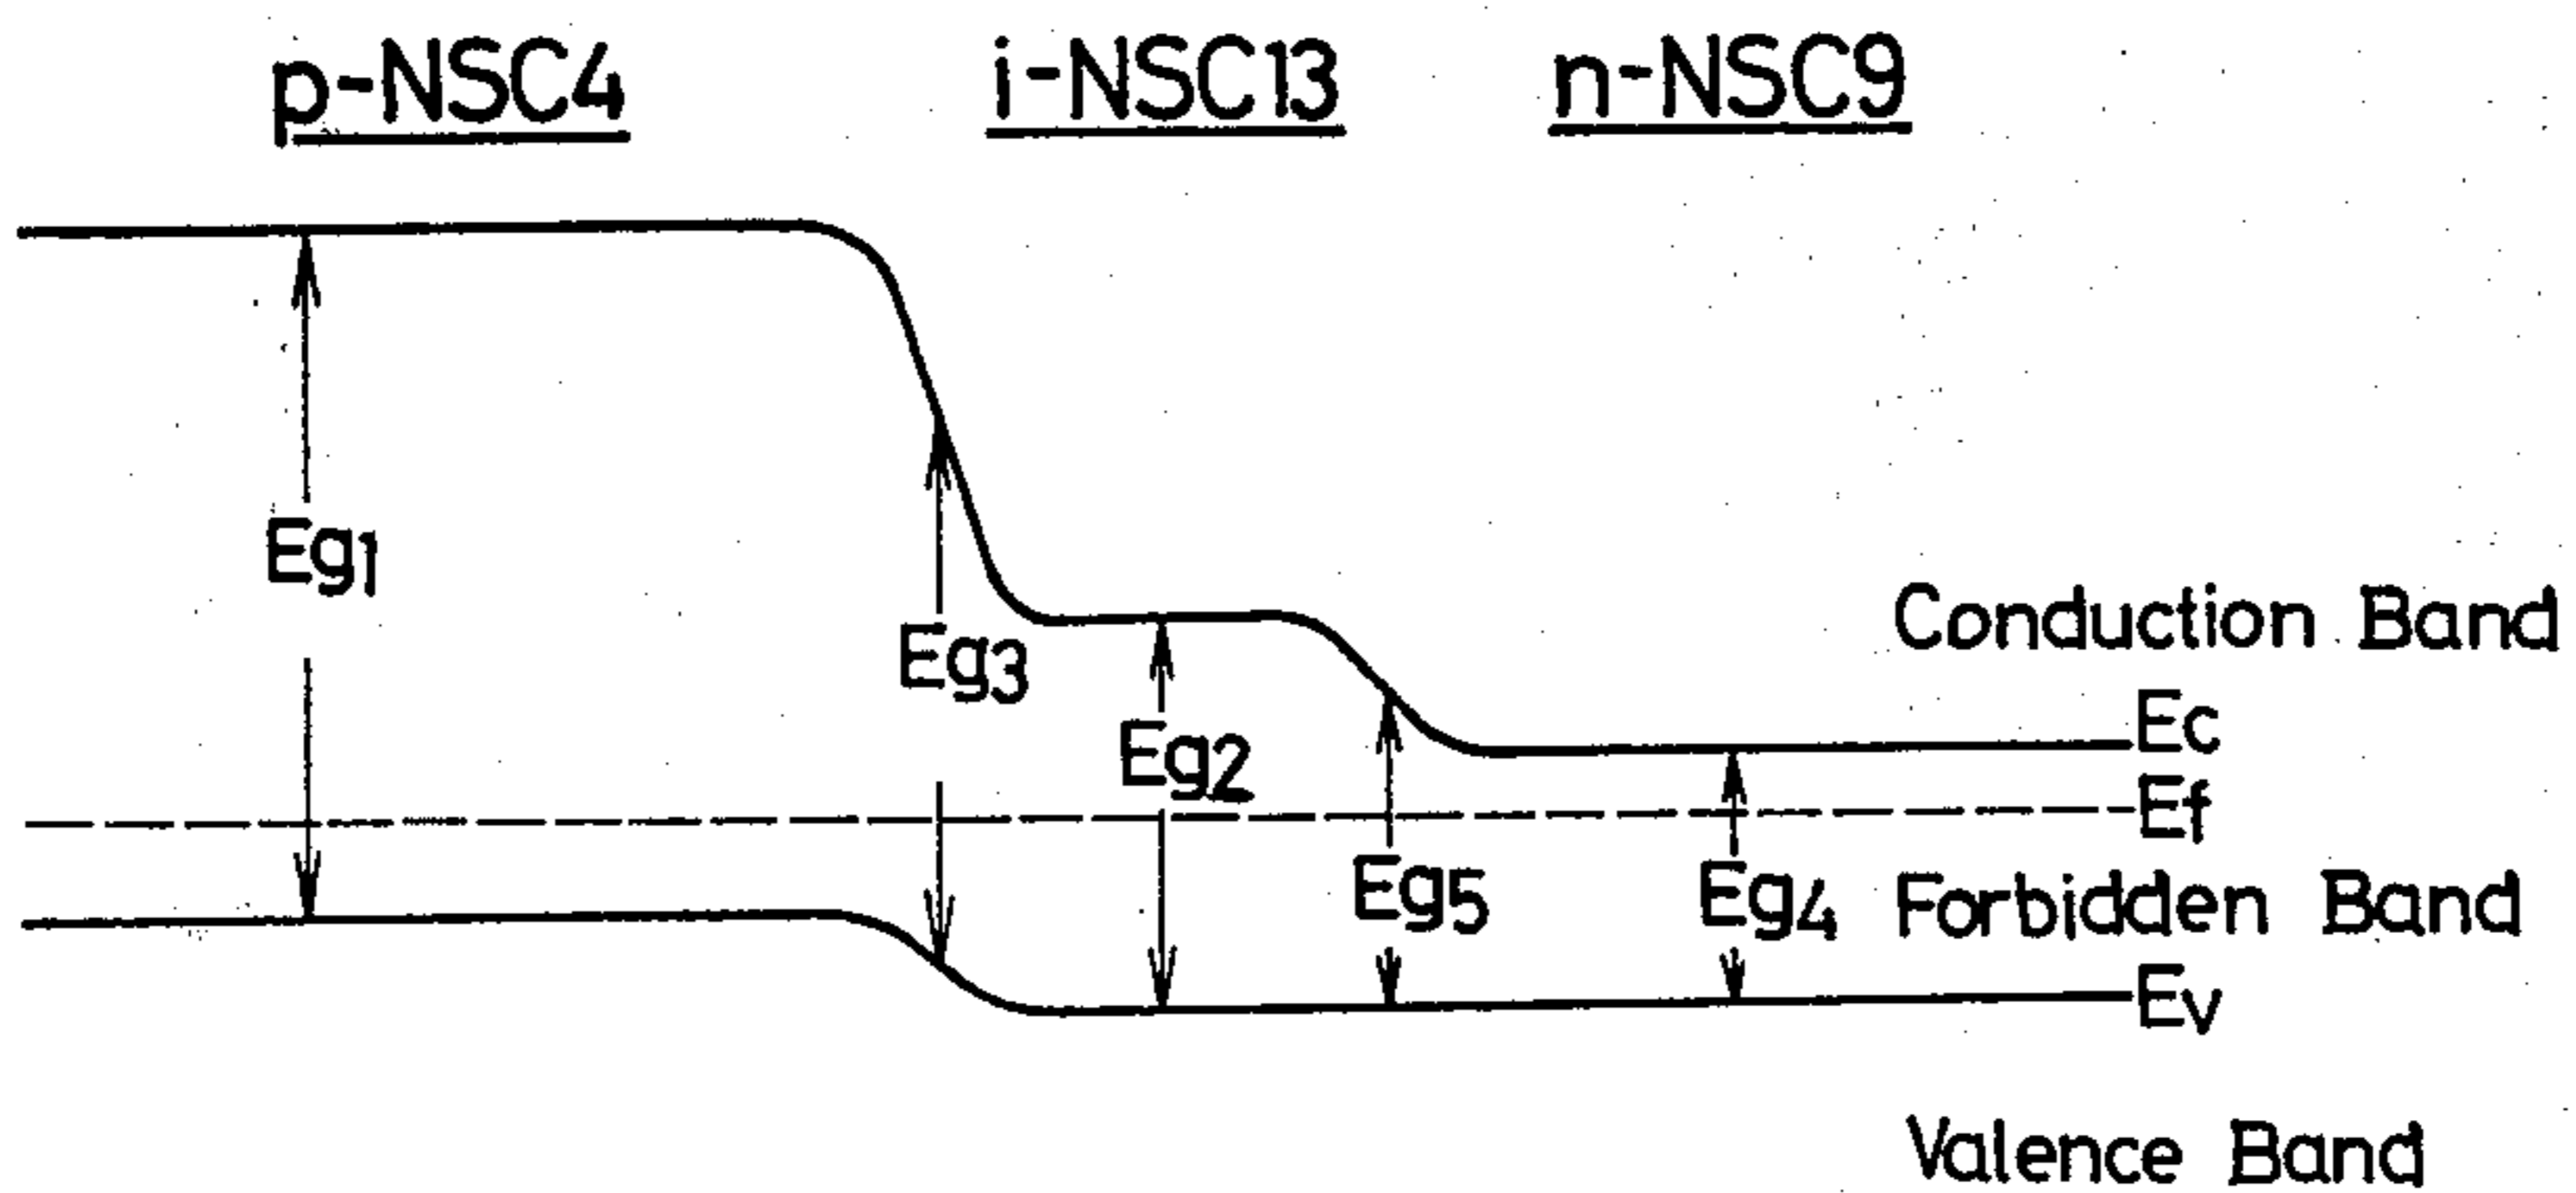 p-NSC4 i-NSC13 n-NSC9
Eg1
Eg3
Eg2
Eg5
Eg4
Conduction Band
Ec
Ef
Forbidden Band
Ev
Valence Band